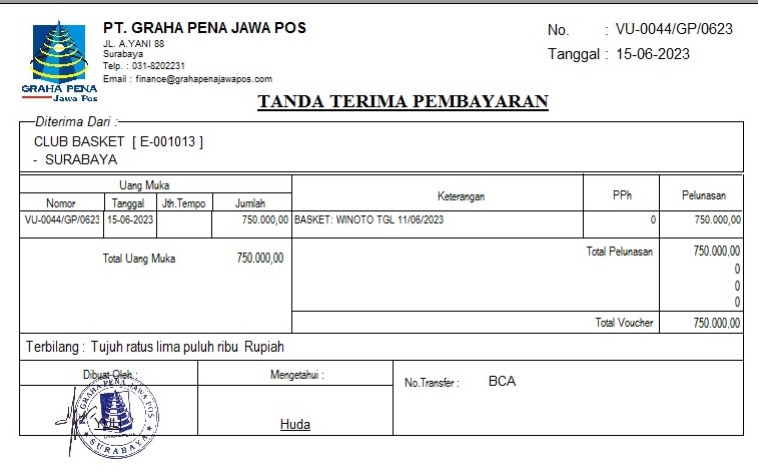 PT. GRAHA PENA JAWA POS
JL. A.YANI 88
Surabaya
Telp. : 031-8202231
Email : finance@grahapenajawapos.com
GRAHA PENA
Jawa Pos
No. : VU-0044/GP/0623
Tanggal : 15-06-2023
TANDA TERIMA PEMBAYARAN
Diterima Dari :
CLUB BASKET [ E-001013 ]
- SURABAYA
Uang Muka Keterangan PPh Pelunasan
Nomor Tanggal Jth.Tempo Jumlah
VU-0044/GP/0623 15-06-2023 750.000,00 BASKET: WINOTO TGL 11/06/2023 0 750.000,00
Total Uang Muka 750.000,00 Total Pelunasan 750.000,00
0
0
0
Total Voucher 750.000,00
Terbilang : Tujuh ratus lima puluh ribu Rupiah
Dibuat Oleh : Mengetahui : No.Transfer : BCA
PT. GRAHA PENA JAWA POS
YULI
SURABAYA
Huda